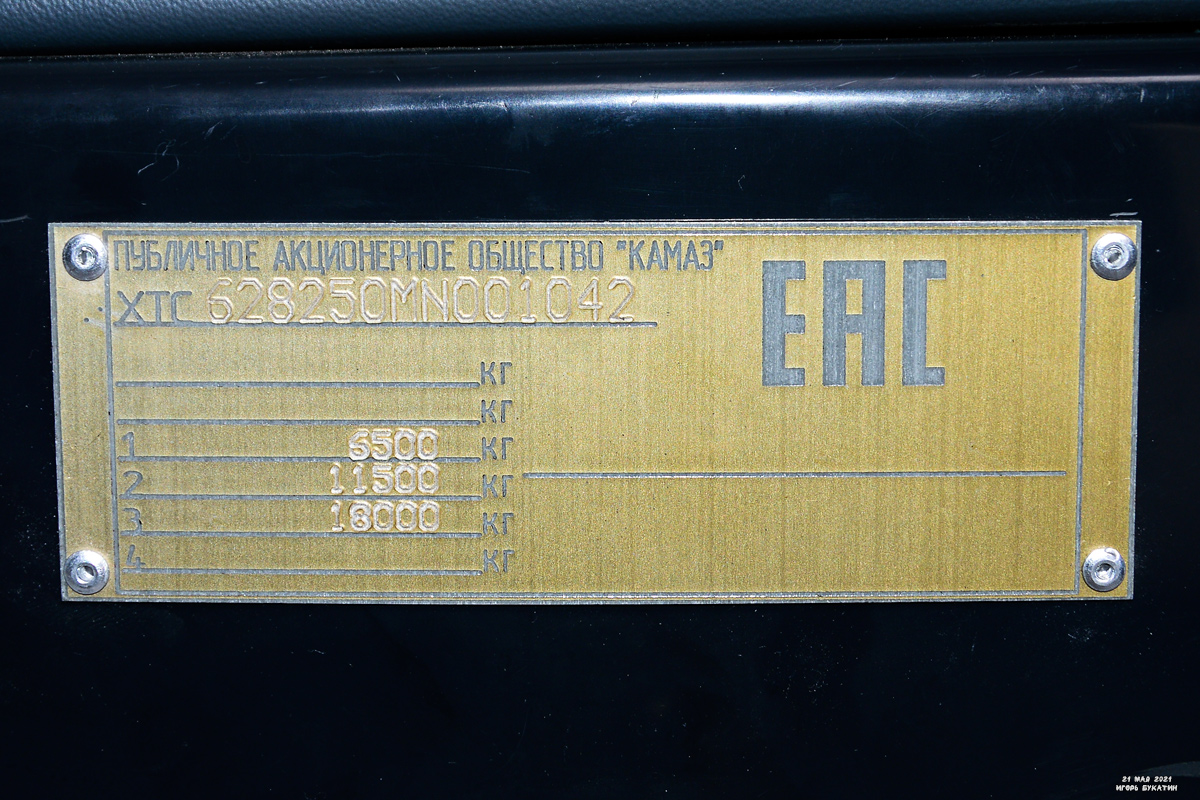 ПУБЛИЧНОЕ АКЦИОНЕРНОЕ ОБЩЕСТВО "КАМАЗ"
XTC 628250MN001042
EAC
кг
кг
1 6500 кг
2 11500 кг
3 18000 кг
4 кг
21 МАЯ 2021
ИГОРЬ БУКАТИН